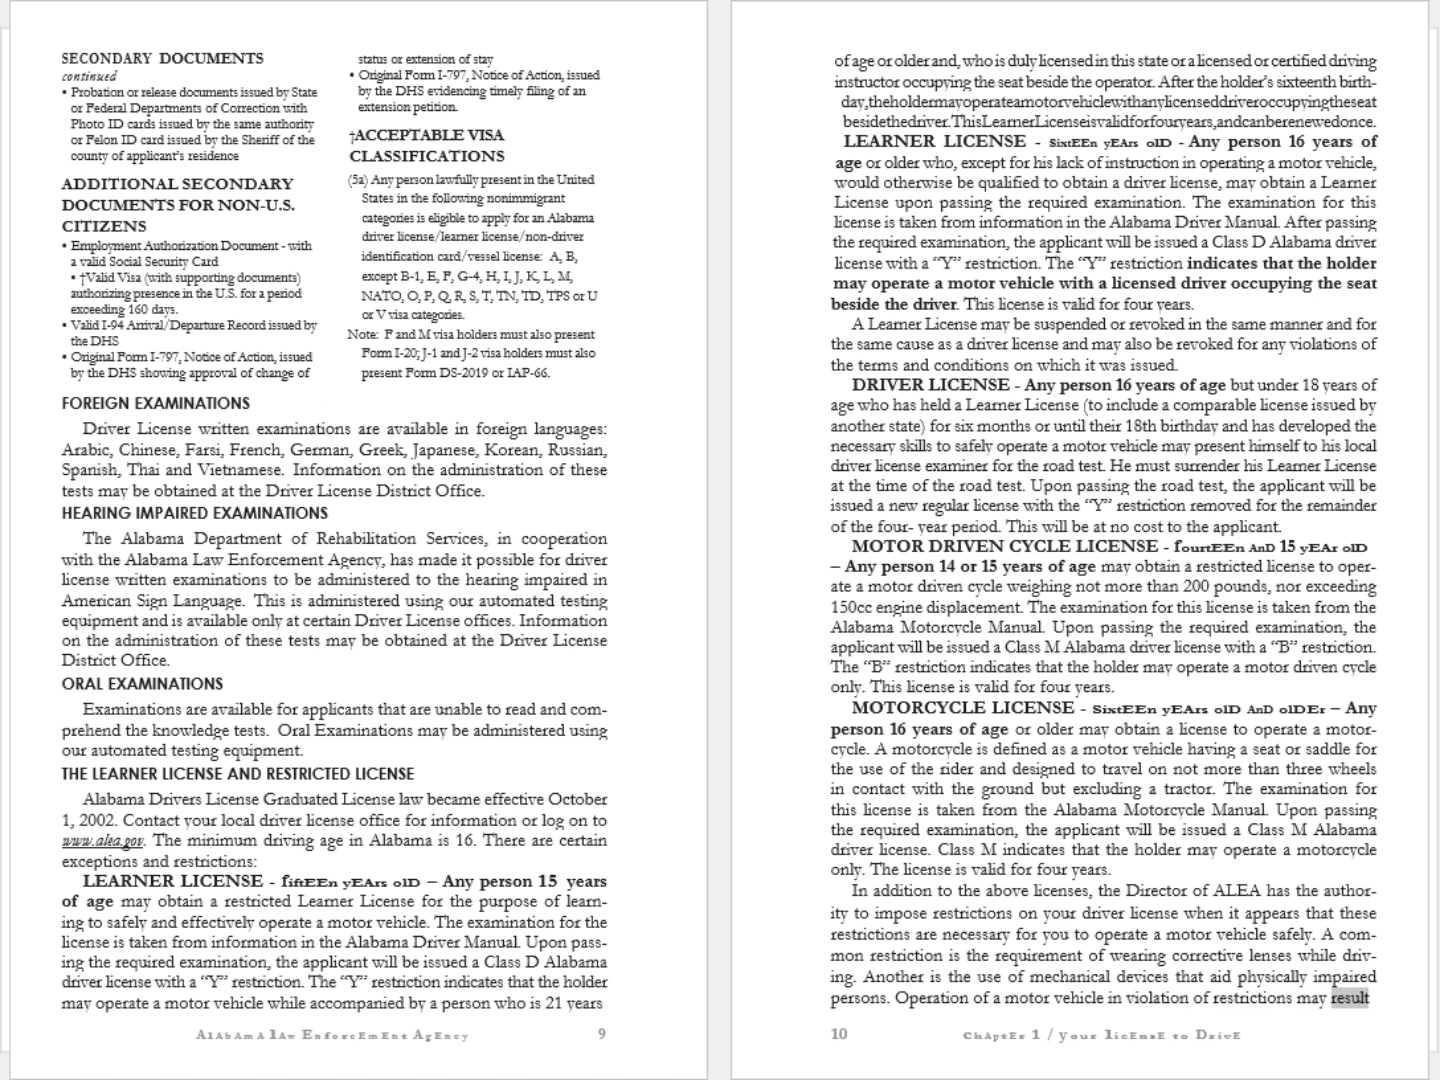 SECONDARY DOCUMENTS
continued
• Probation or release documents issued by State
or Federal Departments of Correction with
Photo ID cards issued by the same authority
or Felon ID card issued by the Sheriff of the
county of applicant's residence
ADDITIONAL SECONDARY
DOCUMENTS FOR NON-U.S.
CITIZENS
• Employment Authorization Document - with
a valid Social Security Card
• †Valid Visa (with supporting documents)
authorizing presence in the U.S. for a period
exceeding 160 days.
• Valid I-94 Arrival/Departure Record issued by
the DHS
• Original Form I-797, Notice of Action, issued
by the DHS showing approval of change of
status or extension of stay
• Original Form I-797, Notice of Action, issued
by the DHS evidencing timely filing of an
extension petition.
†ACCEPTABLE VISA
CLASSIFICATIONS
(5a) Any person lawfully present in the United
States in the following nonimmigrant
categories is eligible to apply for an Alabama
driver license/learner license/non-driver
identification card/vessel license: A, B,
except B-1, E, F, G-4, H, I, J, K, L, M,
NATO, O, P, Q, R, S, T, TN, TD, TPS or U
or V visa categories.
Note: F and M visa holders must also present
Form I-20; J-1 and J-2 visa holders must also
present Form DS-2019 or IAP-66.
FOREIGN EXAMINATIONS
Driver License written examinations are available in foreign languages:
Arabic, Chinese, Farsi, French, German, Greek, Japanese, Korean, Russian,
Spanish, Thai and Vietnamese. Information on the administration of these
tests may be obtained at the Driver License District Office.
HEARING IMPAIRED EXAMINATIONS
The Alabama Department of Rehabilitation Services, in cooperation
with the Alabama Law Enforcement Agency, has made it possible for driver
license written examinations to be administered to the hearing impaired in
American Sign Language. This is administered using our automated testing
equipment and is available only at certain Driver License offices. Information
on the administration of these tests may be obtained at the Driver License
District Office.
ORAL EXAMINATIONS
Examinations are available for applicants that are unable to read and com-
prehend the knowledge tests. Oral Examinations may be administered using
our automated testing equipment.
THE LEARNER LICENSE AND RESTRICTED LICENSE
Alabama Drivers License Graduated License law became effective October
1, 2002. Contact your local driver license office for information or log on to
www.alea.gov. The minimum driving age in Alabama is 16. There are certain
exceptions and restrictions:
LEARNER LICENSE - fiftEEn yEArs olD – Any person 15 years
of age may obtain a restricted Learner License for the purpose of learn-
ing to safely and effectively operate a motor vehicle. The examination for the
license is taken from information in the Alabama Driver Manual. Upon pass-
ing the required examination, the applicant will be issued a Class D Alabama
driver license with a “Y” restriction. The “Y” restriction indicates that the holder
may operate a motor vehicle while accompanied by a person who is 21 years
AlAbAmA lAw EnforcEmEnt AgEncy 9
of age or older and, who is duly licensed in this state or a licensed or certified driving
instructor occupying the seat beside the operator. After the holder's sixteenth birth-
day,theholdermayoperateamotorvehiclewithanylicenseddriveroccupyingtheseat
besidethedriver.ThisLearnerLicenseisvalidforfouryears,andcanberenewedonce.
LEARNER LICENSE - SixtEEn yEArs olD - Any person 16 years of
age or older who, except for his lack of instruction in operating a motor vehicle,
would otherwise be qualified to obtain a driver license, may obtain a Learner
License upon passing the required examination. The examination for this
license is taken from information in the Alabama Driver Manual. After passing
the required examination, the applicant will be issued a Class D Alabama driver
license with a “Y” restriction. The “Y” restriction indicates that the holder
may operate a motor vehicle with a licensed driver occupying the seat
beside the driver. This license is valid for four years.
A Learner License may be suspended or revoked in the same manner and for
the same cause as a driver license and may also be revoked for any violations of
the terms and conditions on which it was issued.
DRIVER LICENSE - Any person 16 years of age but under 18 years of
age who has held a Learner License (to include a comparable license issued by
another state) for six months or until their 18th birthday and has developed the
necessary skills to safely operate a motor vehicle may present himself to his local
driver license examiner for the road test. He must surrender his Learner License
at the time of the road test. Upon passing the road test, the applicant will be
issued a new regular license with the “Y” restriction removed for the remainder
of the four- year period. This will be at no cost to the applicant.
MOTOR DRIVEN CYCLE LICENSE - fourtEEn AnD 15 yEAr olD
– Any person 14 or 15 years of age may obtain a restricted license to oper-
ate a motor driven cycle weighing not more than 200 pounds, nor exceeding
150cc engine displacement. The examination for this license is taken from the
Alabama Motorcycle Manual. Upon passing the required examination, the
applicant will be issued a Class M Alabama driver license with a “B” restriction.
The “B” restriction indicates that the holder may operate a motor driven cycle
only. This license is valid for four years.
MOTORCYCLE LICENSE - SixtEEn yEArs olD AnD olDEr – Any
person 16 years of age or older may obtain a license to operate a motor-
cycle. A motorcycle is defined as a motor vehicle having a seat or saddle for
the use of the rider and designed to travel on not more than three wheels
in contact with the ground but excluding a tractor. The examination for
this license is taken from the Alabama Motorcycle Manual. Upon passing
the required examination, the applicant will be issued a Class M Alabama
driver license. Class M indicates that the holder may operate a motorcycle
only. The license is valid for four years.
In addition to the above licenses, the Director of ALEA has the author-
ity to impose restrictions on your driver license when it appears that these
restrictions are necessary for you to operate a motor vehicle safely. A com-
mon restriction is the requirement of wearing corrective lenses while driv-
ing. Another is the use of mechanical devices that aid physically impaired
persons. Operation of a motor vehicle in violation of restrictions may result
10 ChAptEr 1 / your licEnsE to DrivE